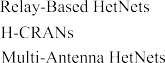 Relay-Based HetNets
H-CRANs
Multi-Antenna HetNets